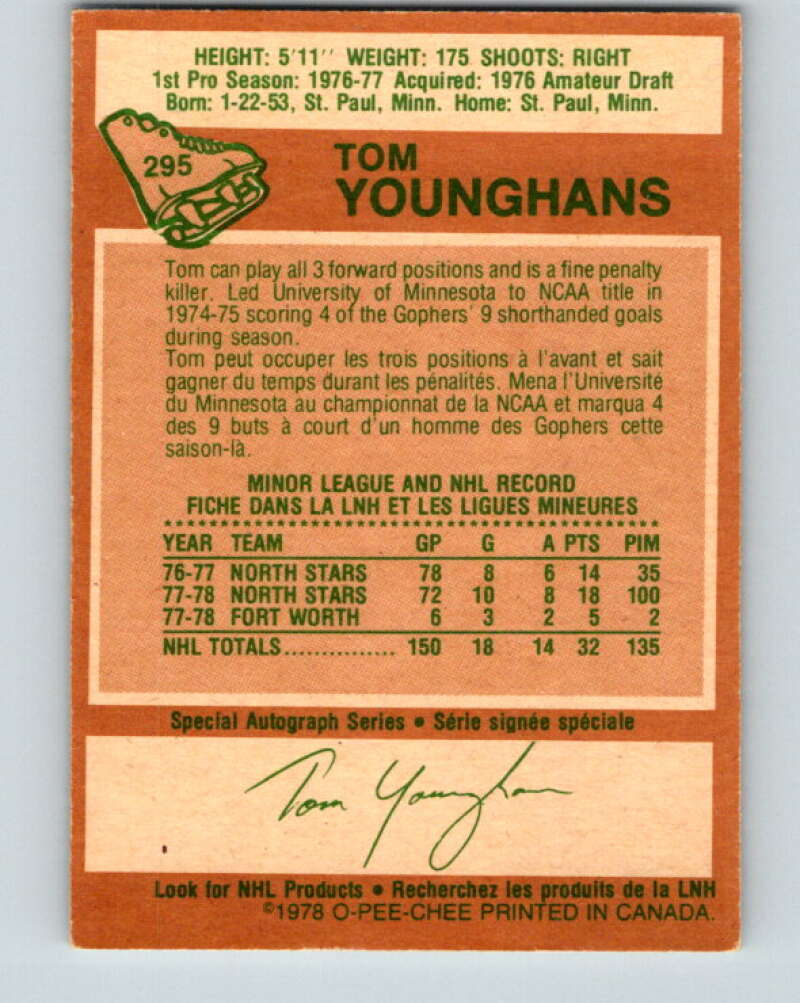 HEIGHT: 5'11'' WEIGHT: 175 SHOOTS: RIGHT
1st Pro Season: 1976-77 Acquired: 1976 Amateur Draft
Born: 1-22-53, St. Paul, Minn. Home: St. Paul, Minn.
295
TOM
YOUNGHANS
Tom can play all 3 forward positions and is a fine penalty
killer. Led University of Minnesota to NCAA title in
1974-75 scoring 4 of the Gophers' 9 shorthanded goals
during season.
Tom peut occuper les trois positions à l'avant et sait
gagner du temps durant les pénalités. Mena l'Université
du Minnesota au championnat de la NCAA et marqua 4
des 9 buts à court d'un homme des Gophers cette
saison-là.
MINOR LEAGUE AND NHL RECORD
FICHE DANS LA LNH ET LES LIGUES MINEURES
YEAR TEAM GP G A PTS PIM
76-77 NORTH STARS 78 8 6 14 35
77-78 NORTH STARS 72 10 8 18 100
77-78 FORT WORTH 6 3 2 5 2
NHL TOTALS............... 150 18 14 32 135
Special Autograph Series • Série signée spéciale
Tom Younghans
Look for NHL Products • Recherchez les produits de la LNH
©1978 O-PEE-CHEE PRINTED IN CANADA.